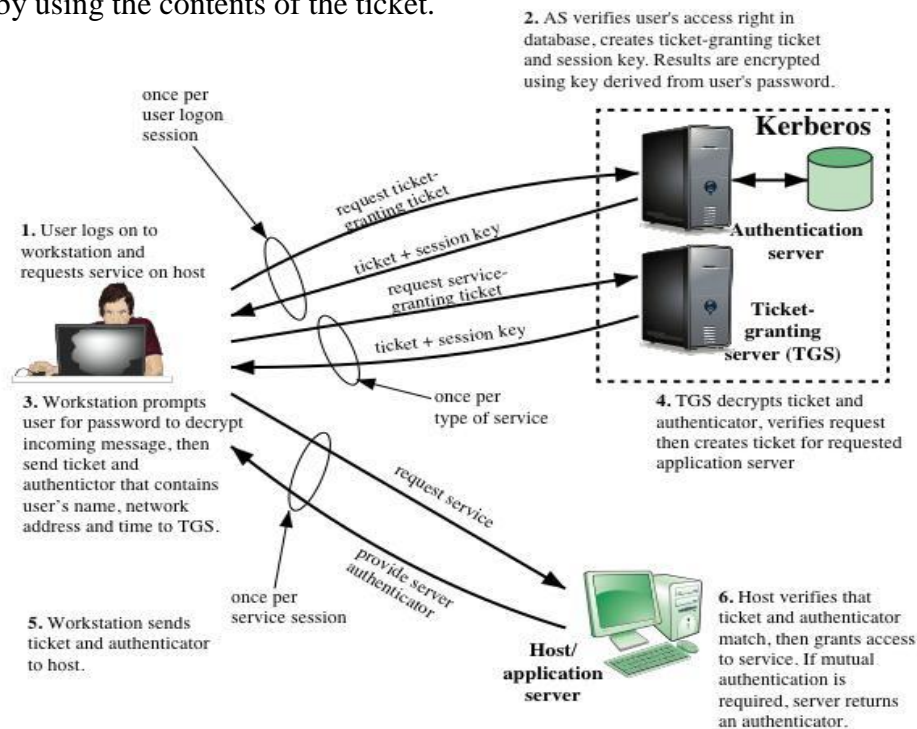 by using the contents of the ticket.
2. AS verifies user's access right in
database, creates ticket-granting ticket
and session key. Results are encrypted
using key derived from user's password.
once per
user logon
session
Kerberos
request ticket-
granting ticket
1. User logs on to
workstation and
requests service on host
ticket + session key
Authentication
server
request service-
granting ticket
ticket + session key
Ticket-
granting
server (TGS)
once per
type of service
3. Workstation prompts
user for password to decrypt
incoming message, then
send ticket and
authentictor that contains
user's name, network
address and time to TGS.
4. TGS decrypts ticket and
authenticator, verifies request
then creates ticket for requested
application server
request service
provide server
authenticator
once per
service session
5. Workstation sends
ticket and authenticator
to host.
Host/
application
server
6. Host verifies that
ticket and authenticator
match, then grants access
to service. If mutual
authentication is
required, server returns
an authenticator.